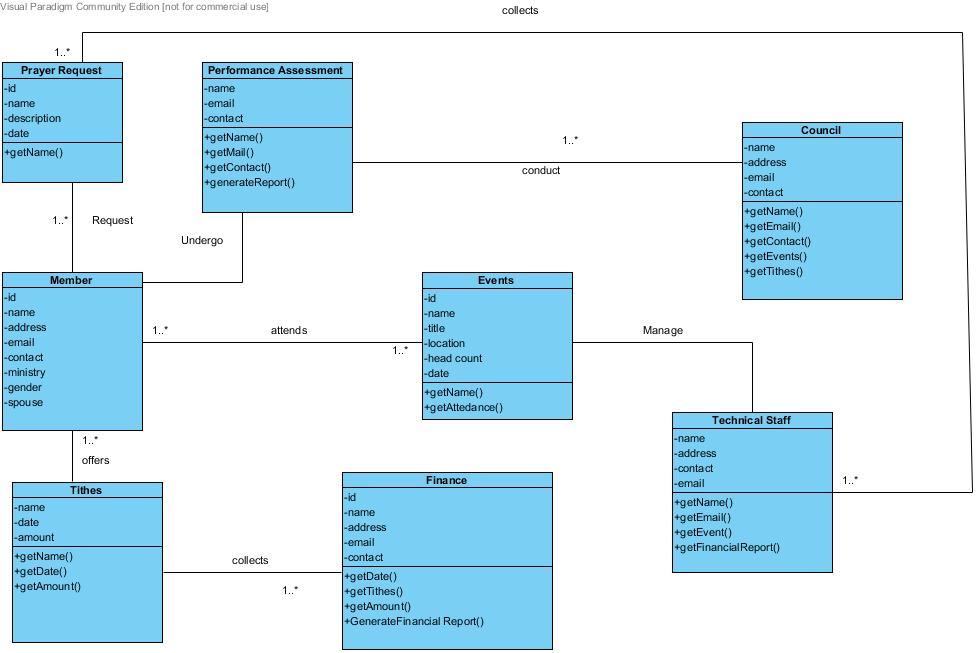 Visual Paradigm Community Edition [not for commercial use]
collects
1..*
Prayer Request
-id
-name
-description
-date
+getName()
Performance Assessment
-name
-email
-contact
+getName()
+getMail()
+getContact()
+generateReport()
1..*
conduct
Council
-name
-address
-email
-contact
+getName()
+getEmail()
+getContact()
+getEvents()
+getTithes()
1..*
Request
Undergo
Member
-id
-name
-address
-email
-contact
-ministry
-gender
-spouse
1..*
attends
1..*
Events
-id
-name
-title
-location
-head count
-date
+getName()
+getAttedance()
Manage
Technical Staff
-name
-address
-contact
-email
+getName()
+getEmail()
+getEvent()
+getFinancialReport()
1..*
1..*
offers
Tithes
-name
-date
-amount
+getName()
+getDate()
+getAmount()
collects
1..*
Finance
-id
-name
-address
-email
-contact
+getDate()
+getTithes()
+getAmount()
+GenerateFinancial Report()